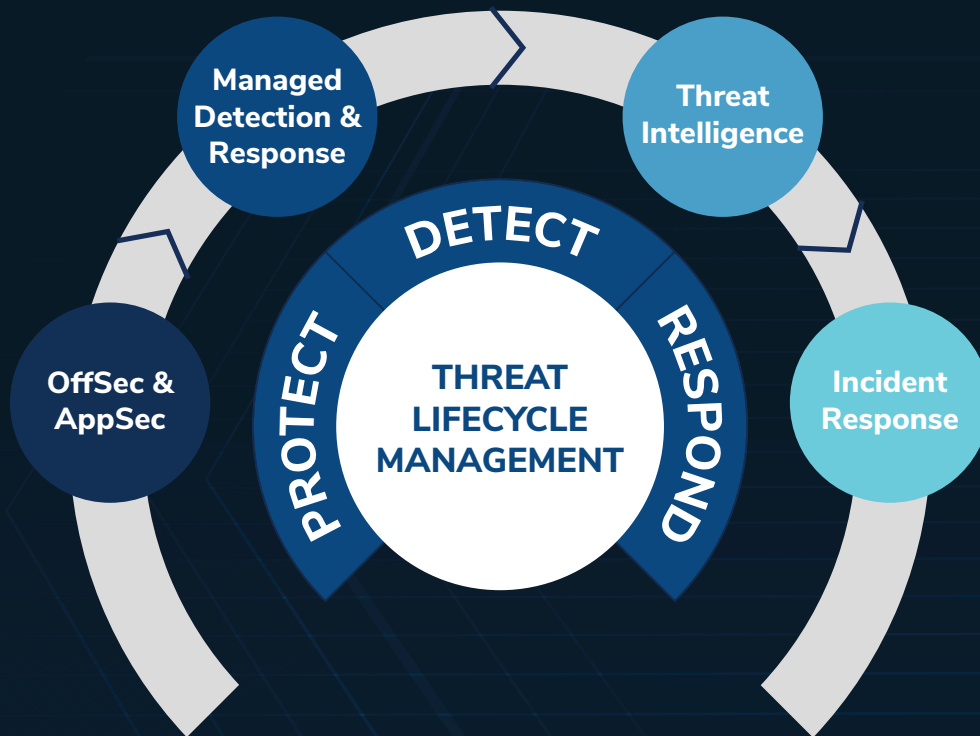 Managed
Detection &
Response
Threat
Intelligence
OffSec &
AppSec
Incident
Response
PROTECT
DETECT
RESPOND
THREAT
LIFECYCLE
MANAGEMENT